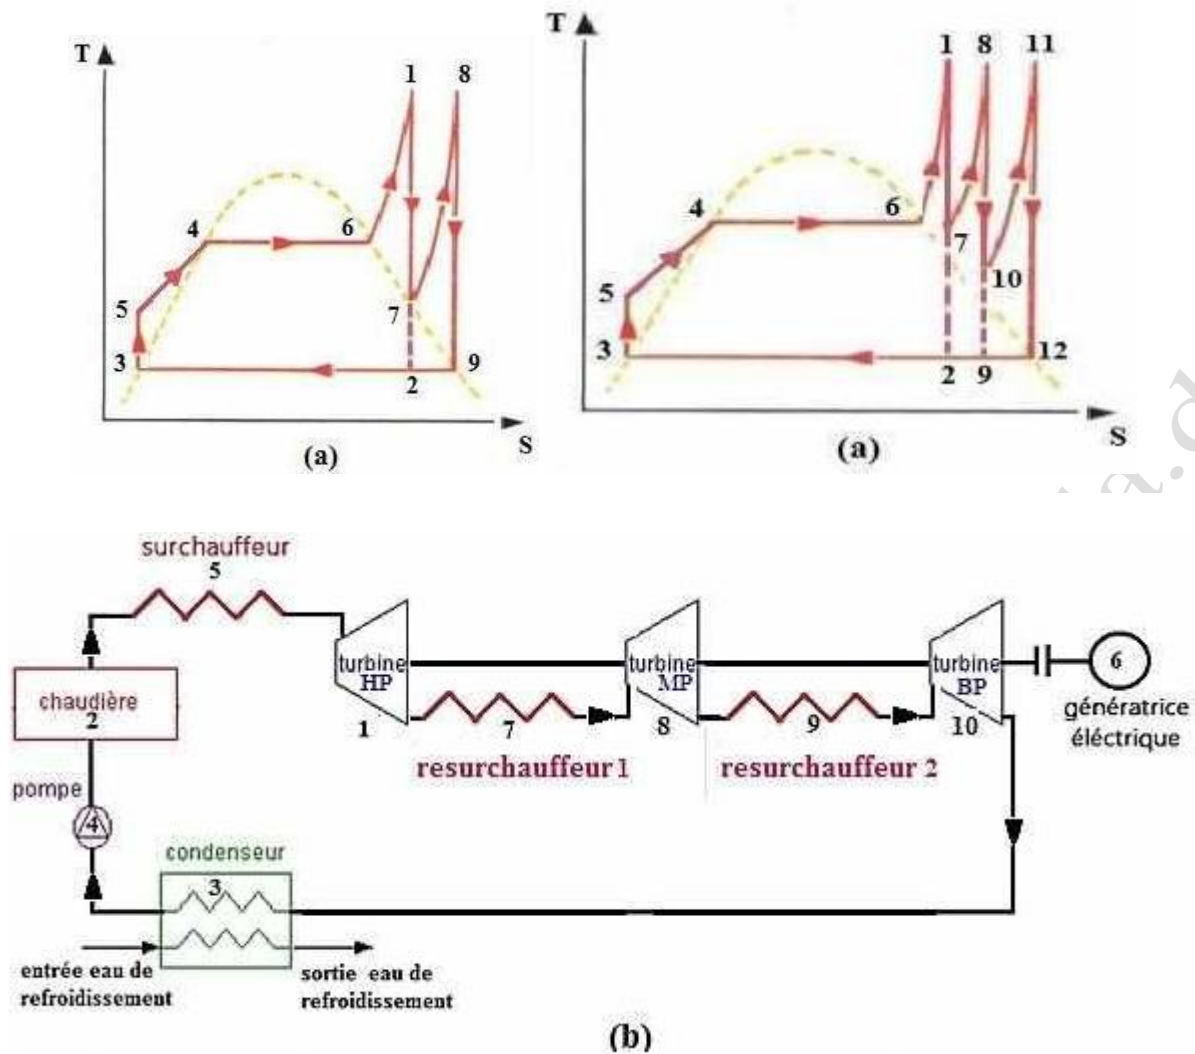 T
1
8
4
6
5
7
3
2
9
S
(a)
T
1
8
11
4
6
7
5
10
3
2
9
12
S
(a)
surchauffeur
5
turbine
HP
turbine
MP
turbine
BP
6
chaudière
2
1
7
8
9
10
génératrice
éléctrique
resurchauffeur 1
resurchauffeur 2
pompe
4
condenseur
3
entrée eau de
refroidissement
sortie eau de
refroidissement
(b)